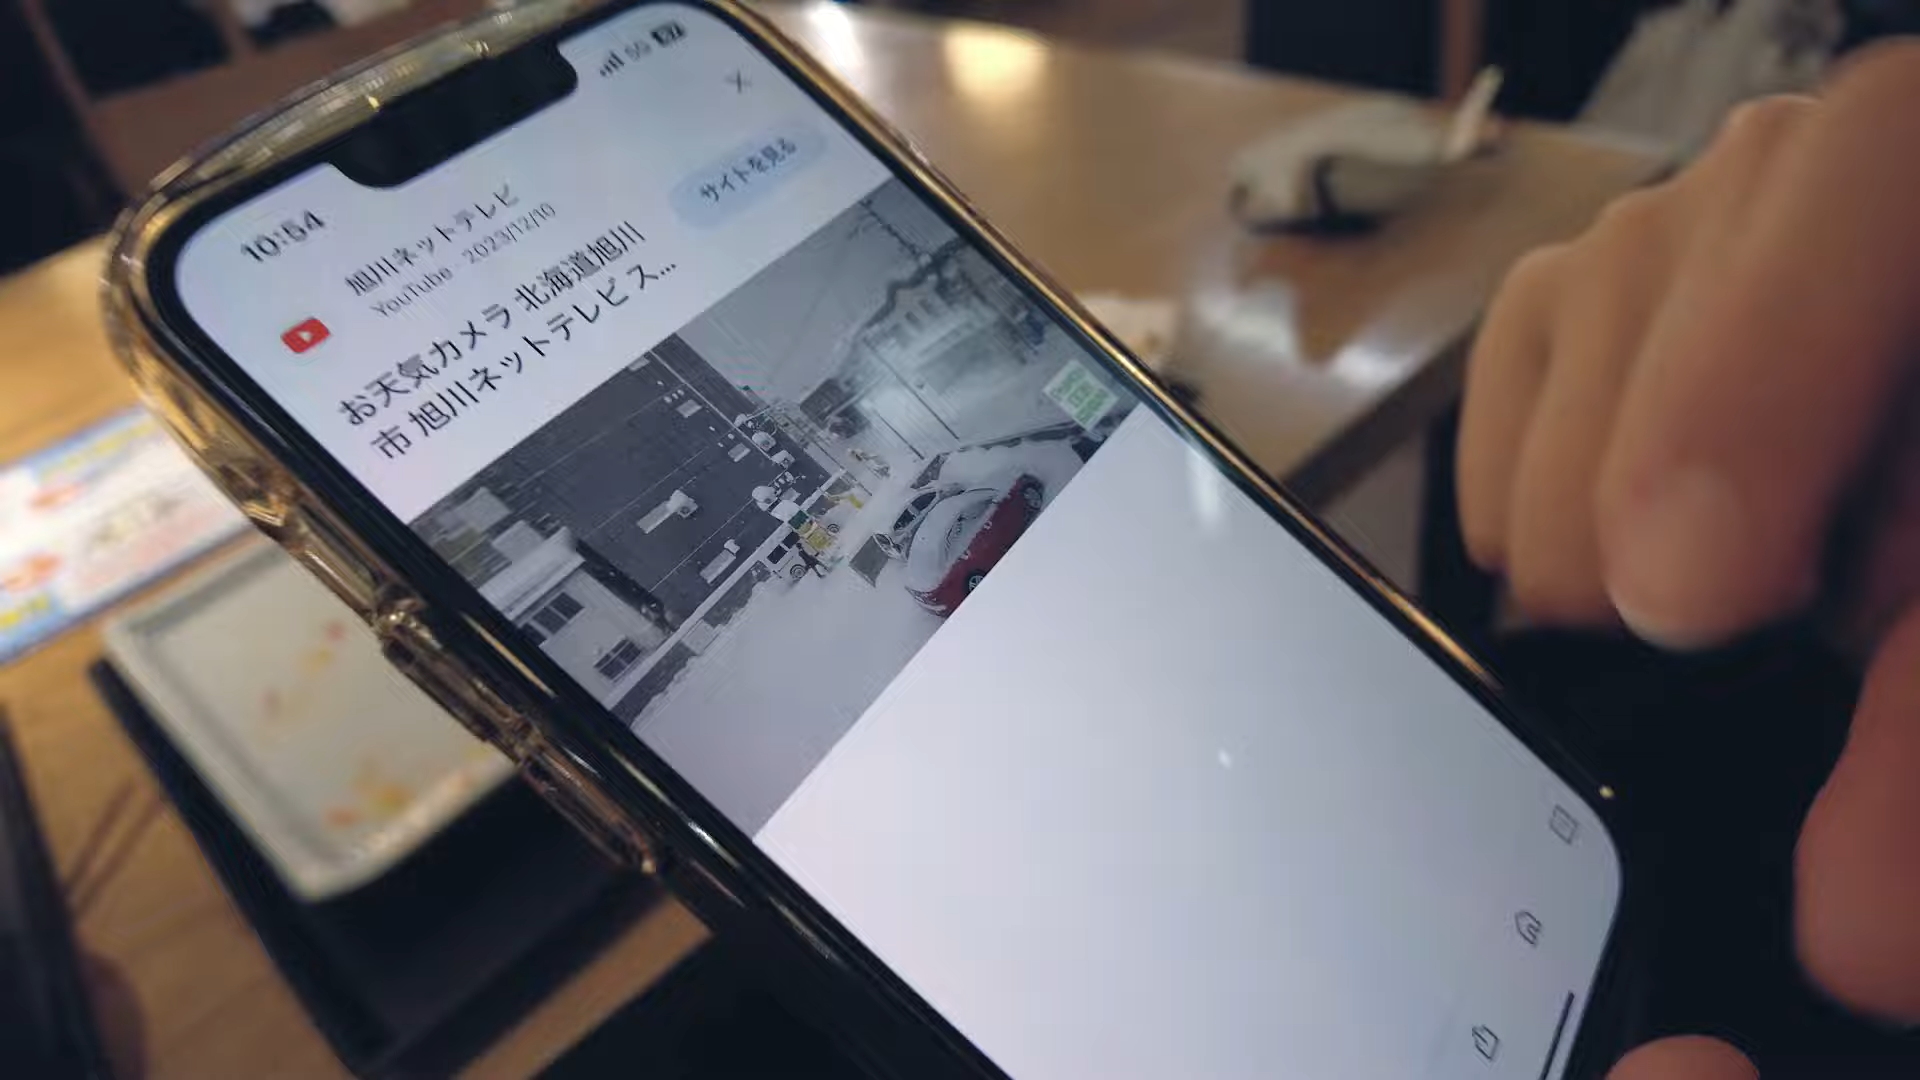 10:54
5G
旭川ネットテレビ
YouTube · 2023/12/10
サイトを見る
お天気カメラ 北海道旭川
市 旭川ネットテレビ ス...